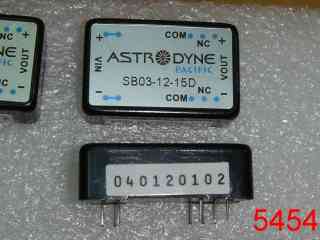 COM NC
+ +
ASTRODYNE
PACIFIC
VIN
VOUT
SB03-12-15D
− −
COM NC
+
VOUT
−
040120102
5454